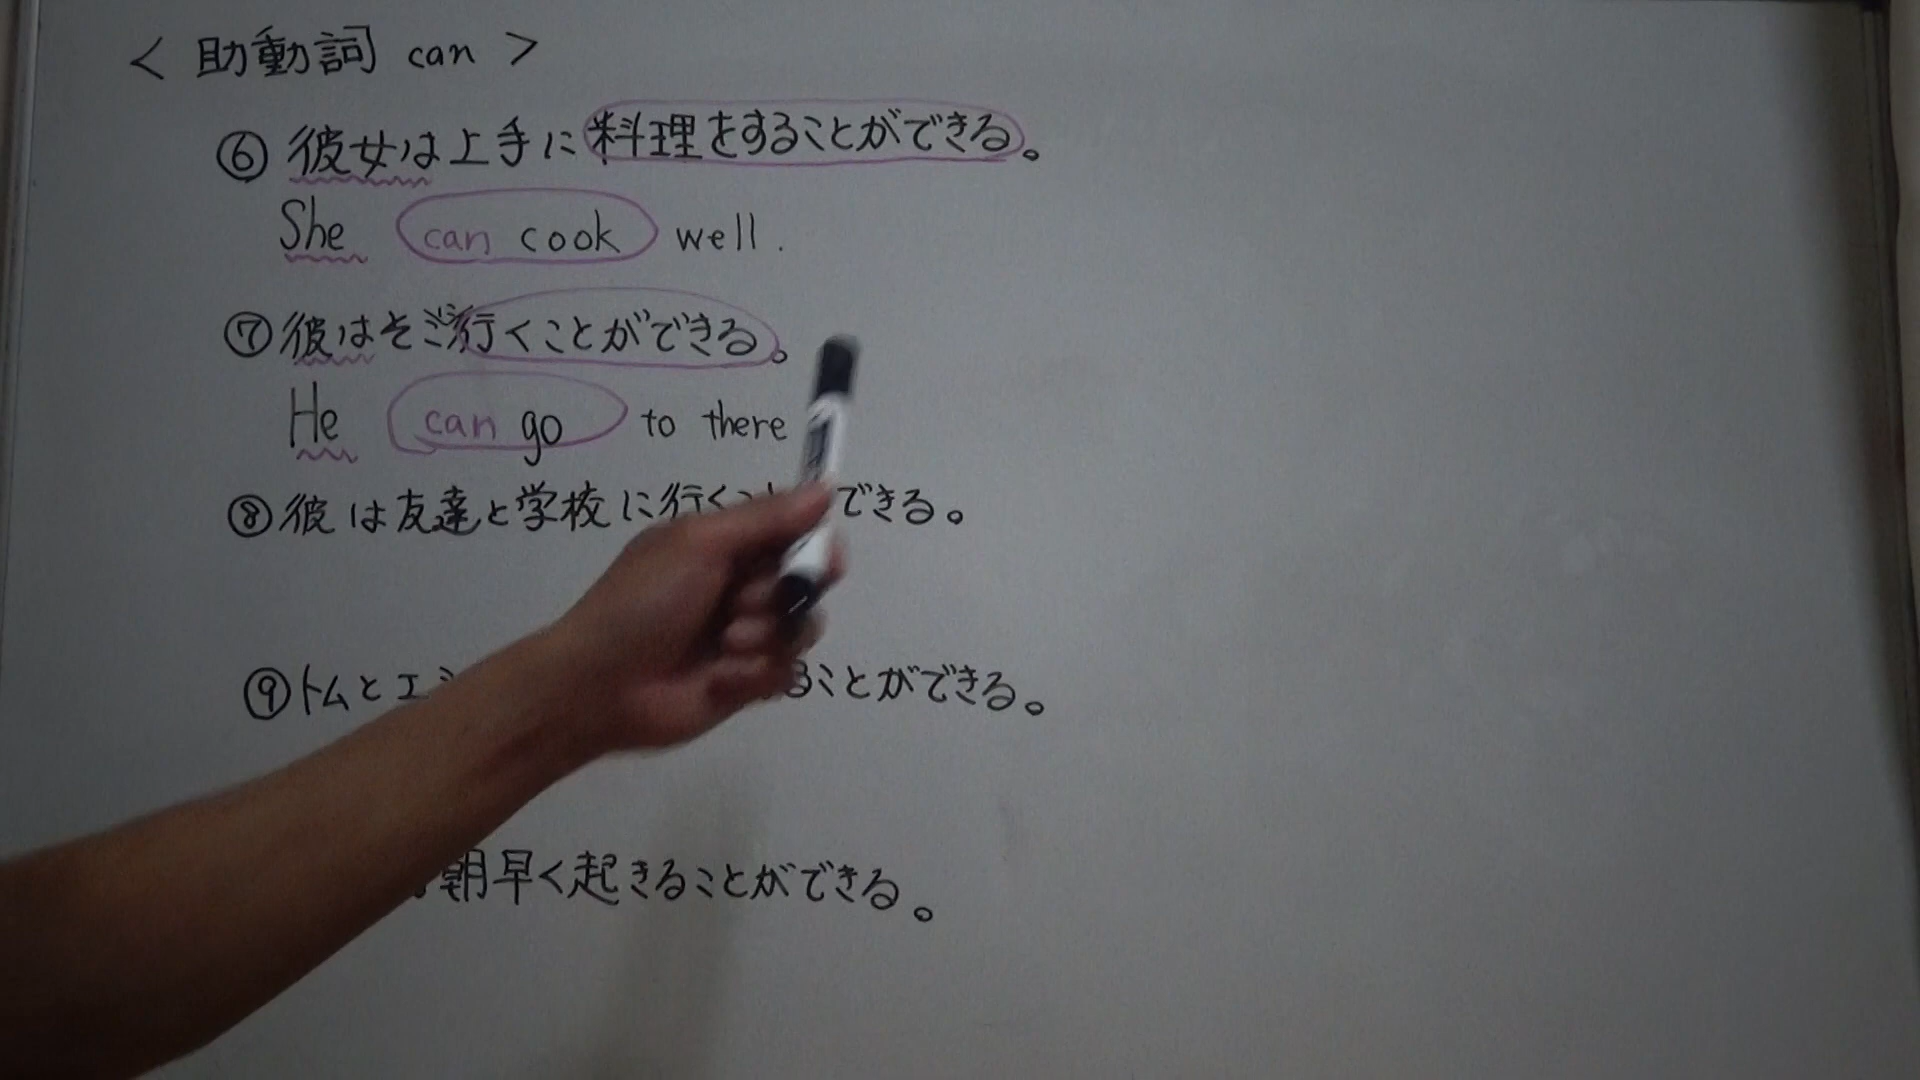 < 助動詞 can >
⑥ 彼女は上手に料理をすることができる。
She can cook well.
⑦ 彼はそこに行くことができる。
He can go to there
⑧ 彼は友達と学校に行くこ できる。
⑨ トムとエ ることができる。
朝早く起きることができる。